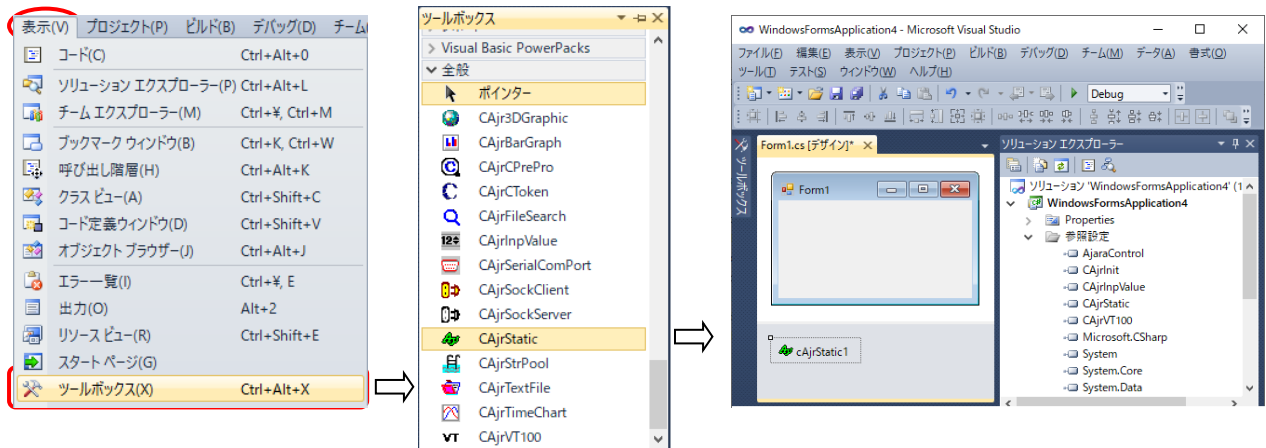 表示(V) プロジェクト(P) ビルド(B) デバッグ(D) チーム
コード(C) Ctrl+Alt+0
ソリューション エクスプローラー(P) Ctrl+Alt+L
チーム エクスプローラー(M) Ctrl+¥, Ctrl+M
ブックマーク ウィンドウ(B) Ctrl+K, Ctrl+W
呼び出し階層(H) Ctrl+Alt+K
クラス ビュー(A) Ctrl+Shift+C
コード定義ウィンドウ(D) Ctrl+Shift+V
オブジェクト ブラウザー(J) Ctrl+Alt+J
エラー一覧(I) Ctrl+¥, E
出力(O) Alt+2
リソース ビュー(R) Ctrl+Shift+E
スタート ページ(G)
ツールボックス(X) Ctrl+Alt+X
ツールボックス
Visual Basic PowerPacks
全般
ポインター
CAjr3DGraphic
CAjrBarGraph
CAjrCPrePro
CAjrCToken
CAjrFileSearch
CAjrInpValue
CAjrSerialComPort
CAjrSockClient
CAjrSockServer
CAjrStatic
CAjrStrPool
CAjrTextFile
CAjrTimeChart
VT CAjrVT100
WindowsFormsApplication4 - Microsoft Visual Studio
ファイル(F) 編集(E) 表示(V) プロジェクト(P) ビルド(B) デバッグ(D) チーム(M) データ(A) 書式(O)
ツール(T) テスト(S) ウィンドウ(W) ヘルプ(H)
Debug
ツールボックス
Form1.cs [デザイン]*
Form1
cAjrStatic1
ソリューション エクスプローラー
ソリューション 'WindowsFormsApplication4' (1
WindowsFormsApplication4
Properties
参照設定
AjaraControl
CAjrInit
CAjrInpValue
CAjrStatic
CAjrVT100
Microsoft.CSharp
System
System.Core
System.Data